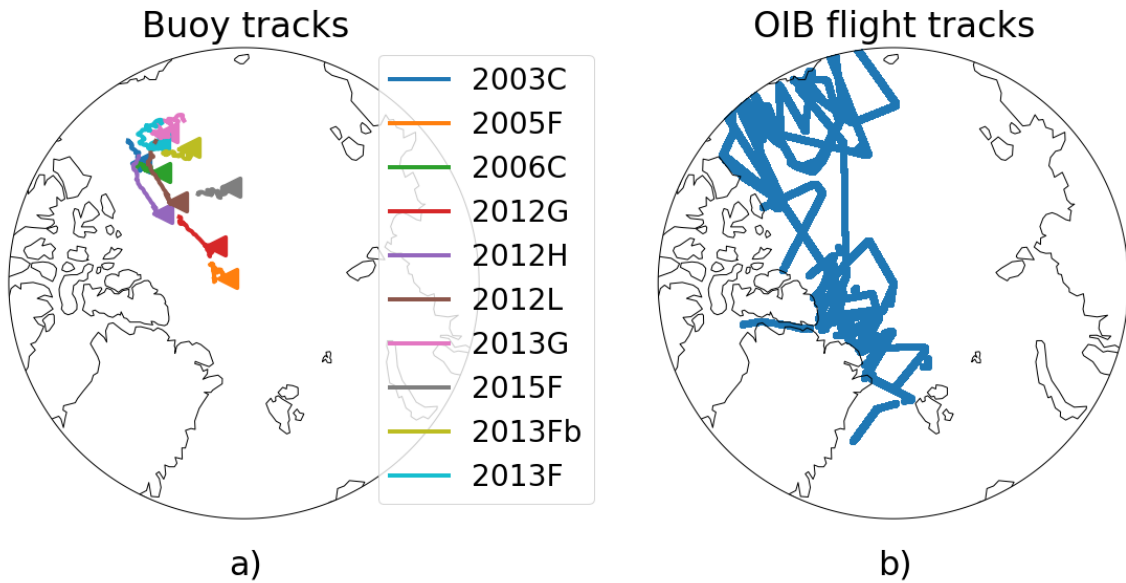 Buoy tracks
2003C
2005F
2006C
2012G
2012H
2012L
2013G
2015F
2013Fb
2013F
a)
OIB flight tracks
b)